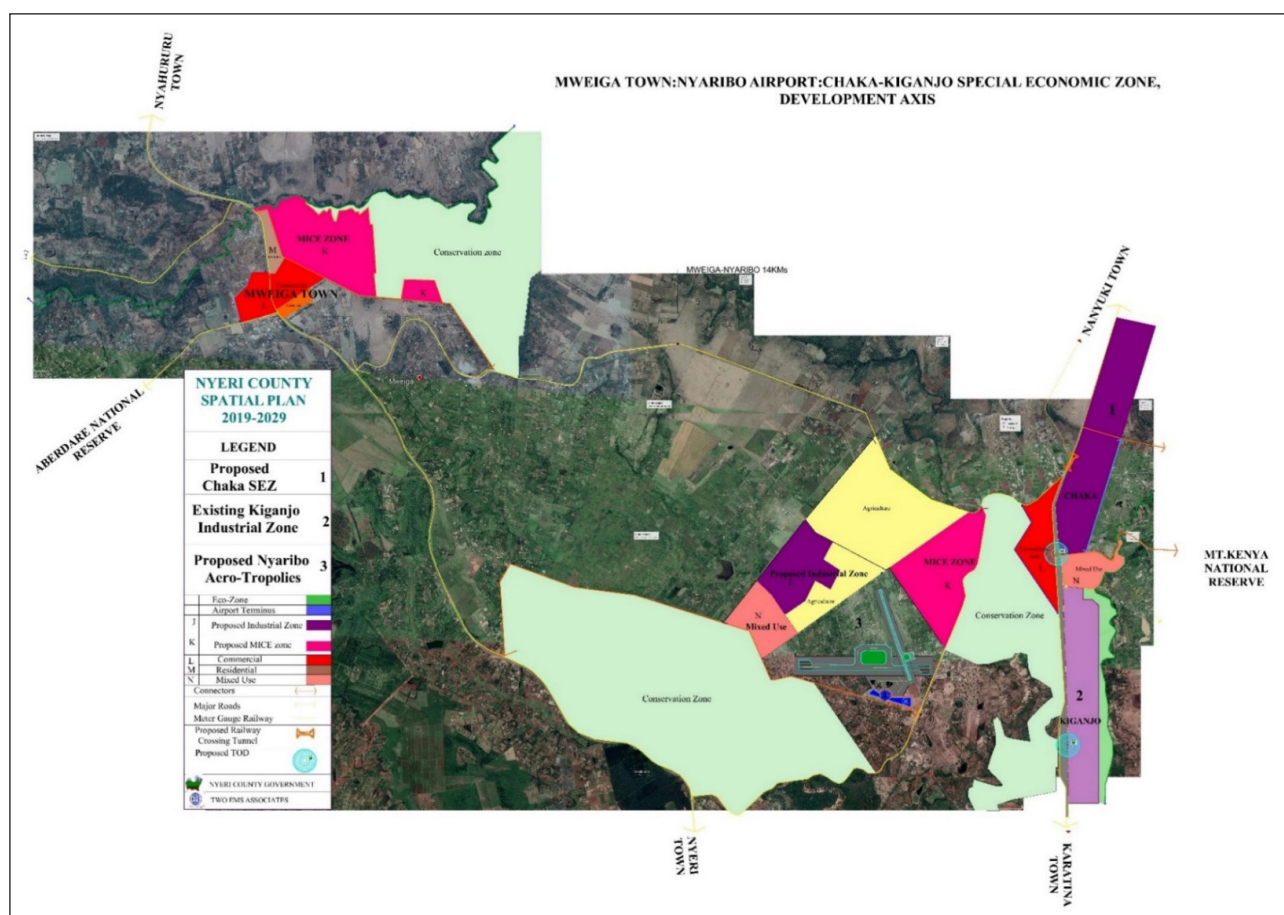 MWEIGA TOWN:NYARIBO AIRPORT:CHAKA-KIGANJO SPECIAL ECONOMIC ZONE,
DEVELOPMENT AXIS
NYAHURURU
TOWN
MICE ZONE
K
M
Conservation zone
MWEIGA TOWN
L
K
MWEIGA-NYARIBO 14KMs
NANYUKI TOWN
ABERDARE NATIONAL
RESERVE
Mweiga
1
CHAKA
Agriculture
MICE ZONE
K
Proposed Industrial Zone
J
Agriculture
N
Mixed Use
3
Conservation Zone
L
Mixed Use
N
MT.KENYA
NATIONAL
RESERVE
Conservation Zone
2
KIGANJO
NYERI
TOWN
KARATINA
TOWN
NYERI COUNTY
SPATIAL PLAN
2019-2029
LEGEND
Proposed
Chaka SEZ 1
Existing Kiganjo
Industrial Zone 2
Proposed Nyaribo
Aero-Tropolics 3
Eco-Zone
Airport Terminus
J Proposed Industrial Zone
K Proposed MICE zone
L Commercial
M Residential
N Mixed Use
Connectors
Major Roads
Meter Gauge Railway
Proposed Railway
Crossing Tunnel
Proposed TOD
NYERI COUNTY GOVERNMENT
TWO EMS ASSOCIATES